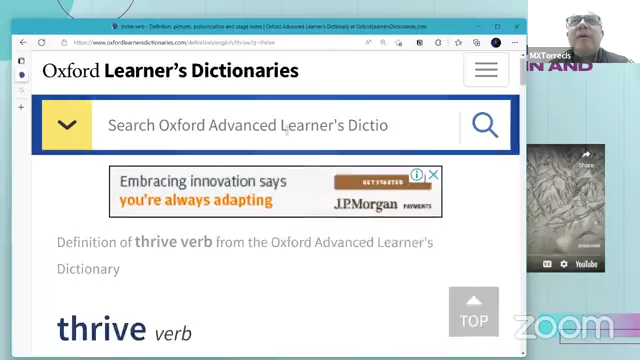 thrive verb - Definition, pictures, pronunciation and usage notes | Oxford Advanced Learner's Dictionary at OxfordLearnersDictionaries.com
https://www.oxfordlearnersdictionaries.com/definition/english/thrive?q=thrive
Oxford Learner's Dictionaries
Search Oxford Advanced Learner's Dictio
Embracing innovation says
you're always adapting
GET STARTED
J.P.Morgan PAYMENTS
Definition of thrive verb from the Oxford Advanced Learner's
Dictionary
TOP
thrive verb
MXTorrecls
IN AND
Share
YouTube
zoom